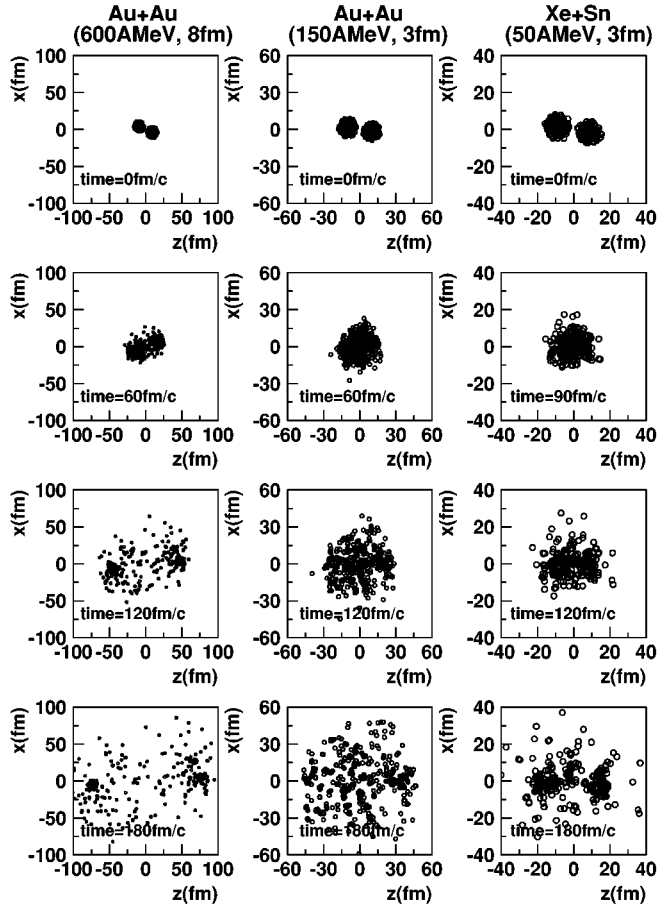 Au+Au
(600AMeV, 8fm)
Au+Au
(150AMeV, 3fm)
Xe+Sn
(50AMeV, 3fm)
x(fm)
100
50
0
-50
-100
time=0fm/c
-100 -50 0 50 100
z(fm)
x(fm)
60
30
0
-30
-60
time=0fm/c
-60 -30 0 30 60
z(fm)
x(fm)
40
20
0
-20
-40
time=0fm/c
-40 -20 0 20 40
z(fm)
x(fm)
100
50
0
-50
-100
time=60fm/c
-100 -50 0 50 100
z(fm)
x(fm)
60
30
0
-30
-60
time=60fm/c
-60 -30 0 30 60
z(fm)
x(fm)
40
20
0
-20
-40
time=90fm/c
-40 -20 0 20 40
z(fm)
x(fm)
100
50
0
-50
-100
time=120fm/c
-100 -50 0 50 100
z(fm)
x(fm)
60
30
0
-30
-60
time=120fm/c
-60 -30 0 30 60
z(fm)
x(fm)
40
20
0
-20
-40
time=120fm/c
-40 -20 0 20 40
z(fm)
x(fm)
100
50
0
-50
-100
time=180fm/c
-100 -50 0 50 100
z(fm)
x(fm)
60
30
0
-30
-60
time=180fm/c
-60 -30 0 30 60
z(fm)
x(fm)
40
20
0
-20
-40
time=180fm/c
-40 -20 0 20 40
z(fm)